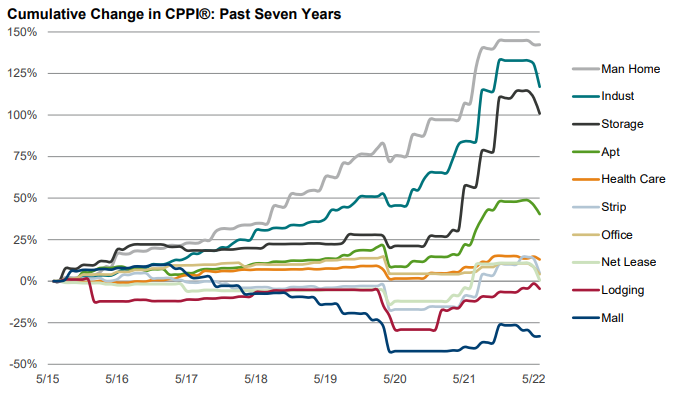 Cumulative Change in CPPI®: Past Seven Years
150%
125%
100%
75%
50%
25%
0%
-25%
-50%
5/15
5/16
5/17
5/18
5/19
5/20
5/21
5/22
Man Home
Indust
Storage
Apt
Health Care
Strip
Office
Net Lease
Lodging
Mall